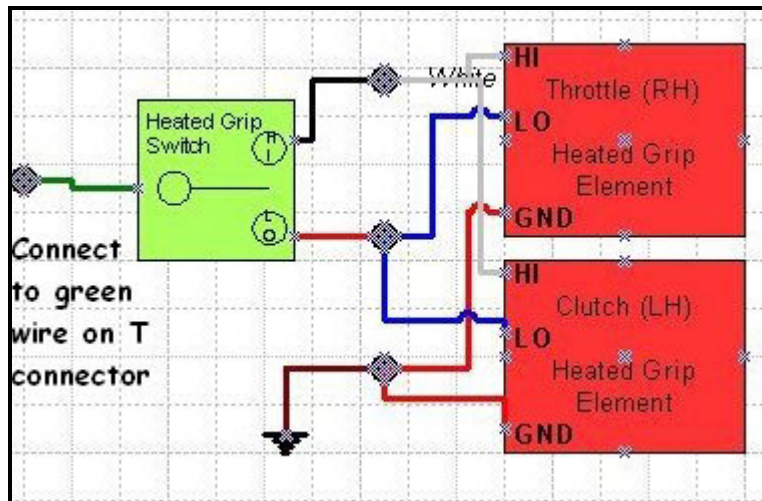 Heated Grip
Switch
HI
LO
Connect
to green
wire on T
connector
White
HI
Throttle (RH)
LO
Heated Grip
Element
GND
HI
Clutch (LH)
LO
Heated Grip
Element
GND